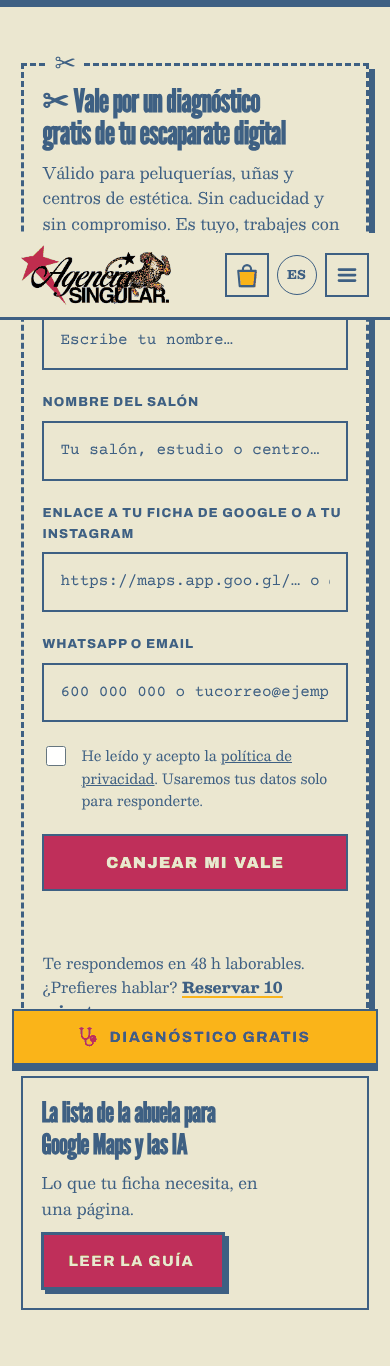 ✂ Vale por un diagnóstico
gratis de tu escaparate digital
Válido para peluquerías, uñas y
centros de estética. Sin caducidad y
sin compromiso. Es tuyo, trabajes con
Agencia
SINGULAR.
ES
Escribe tu nombre…
NOMBRE DEL SALÓN
Tu salón, estudio o centro…
ENLACE A TU FICHA DE GOOGLE O A TU
INSTAGRAM
https://maps.app.goo.gl/… o
WHATSAPP O EMAIL
600 000 000 o tucorreo@ejemp
He leído y acepto la política de
privacidad. Usaremos tus datos solo
para responderte.
CANJEAR MI VALE
Te respondemos en 48 h laborables.
¿Prefieres hablar? Reservar 10
DIAGNÓSTICO GRATIS
La lista de la abuela para
Google Maps y las IA
Lo que tu ficha necesita, en
una página.
LEER LA GUÍA